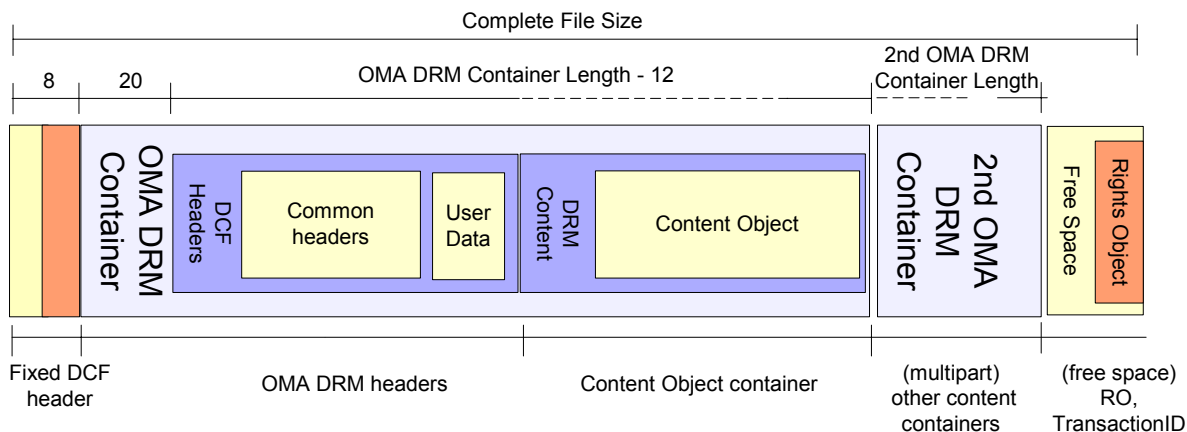 Complete File Size
8
20
OMA DRM Container Length - 12
2nd OMA DRM
Container Length
OMA DRM
Container
DCF
Headers
Common
headers
User
Data
DRM
Content
Content Object
2nd OMA
DRM
Container
Free Space
Rights Object
Fixed DCF
header
OMA DRM headers
Content Object container
(multipart)
other content
containers
(free space)
RO,
TransactionID